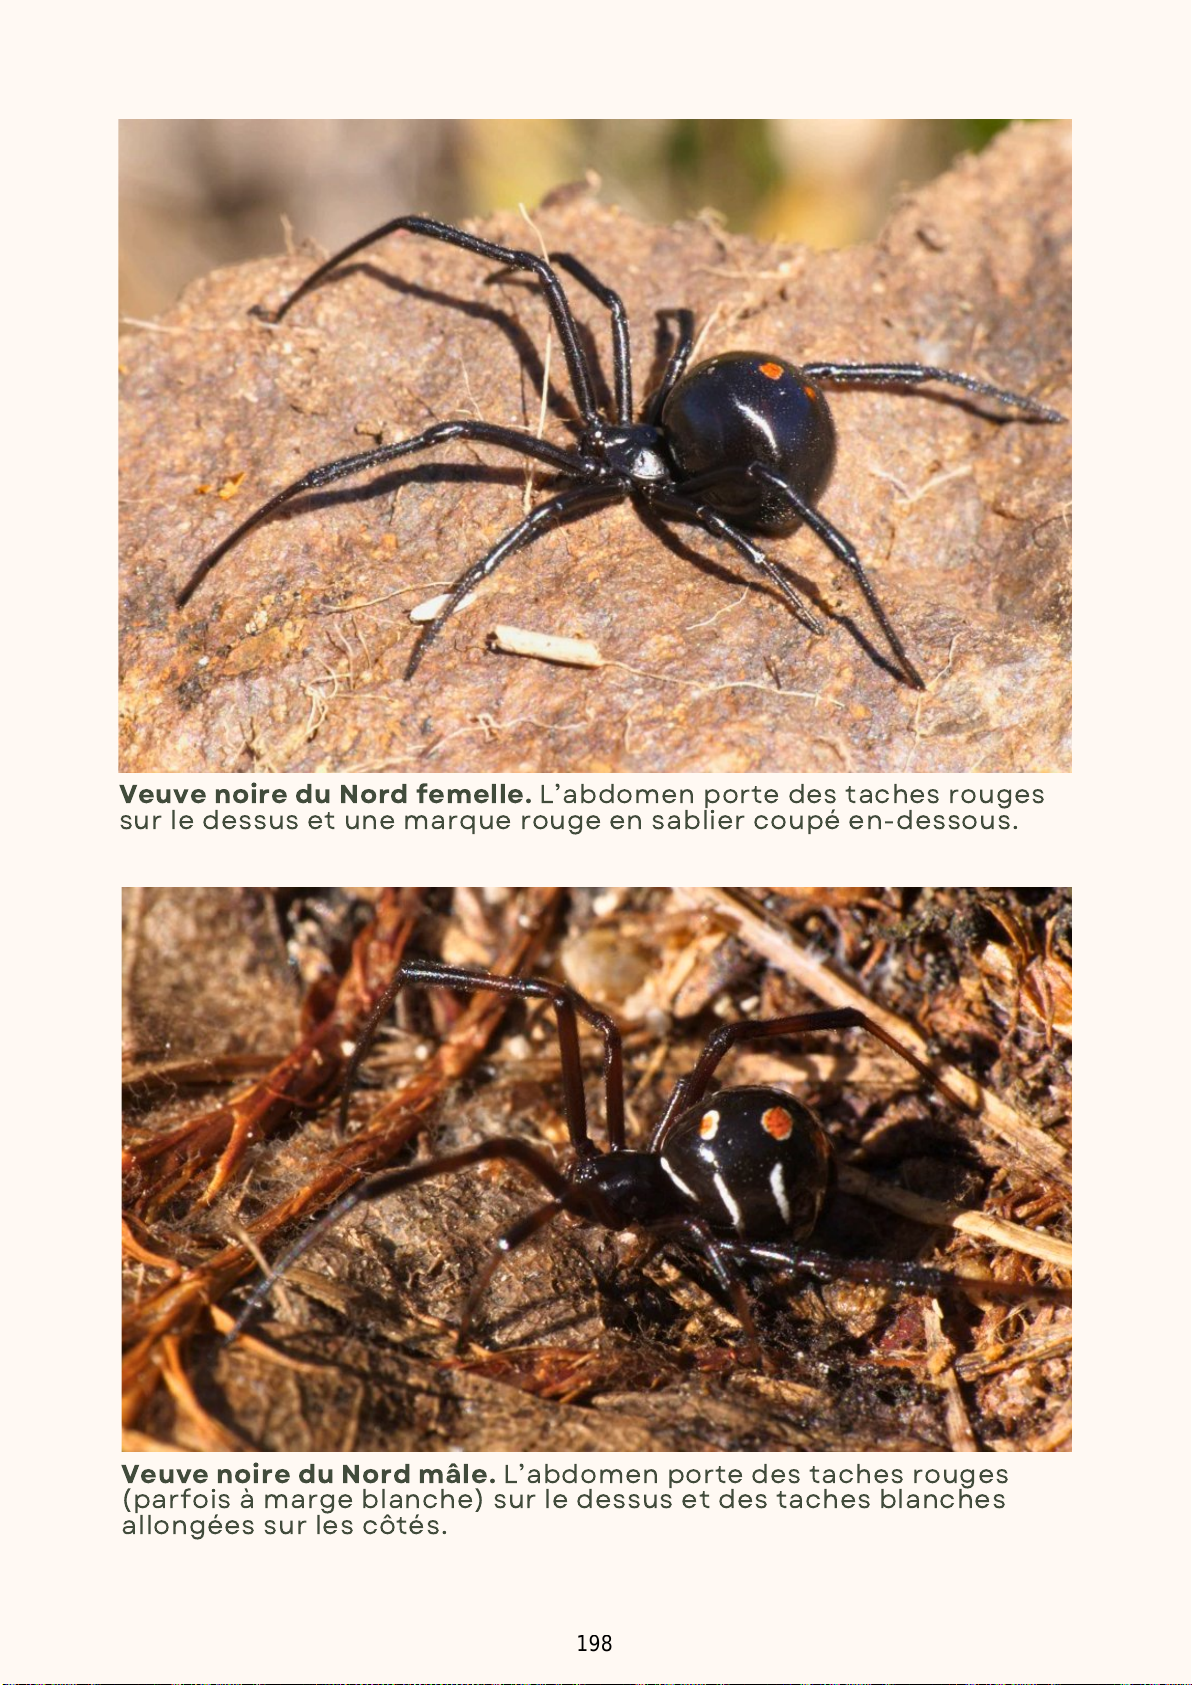 Veuve noire du Nord femelle. L’abdomen porte des taches rouges
sur le dessus et une marque rouge en sablier coupé en-dessous.
Veuve noire du Nord mâle. L’abdomen porte des taches rouges
(parfois à marge blanche) sur le dessus et des taches blanches
allongées sur les côtés.
198